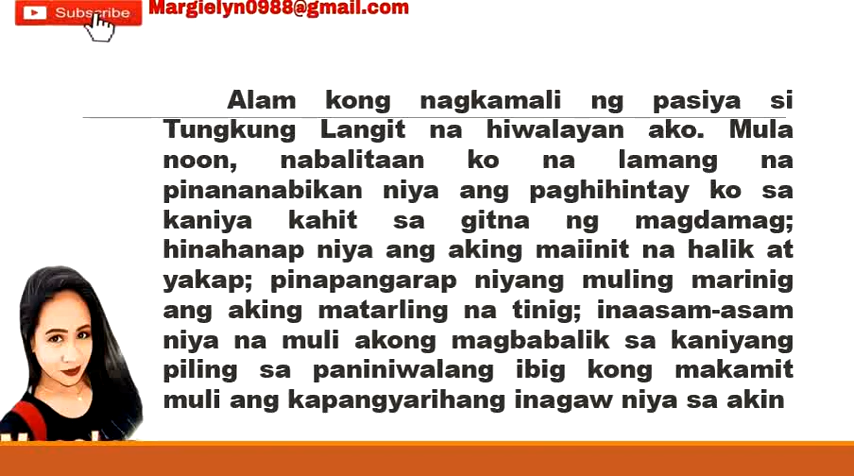 Subscribe
Margielyn0988@gmail.com
Alam kong nagkamali ng pasiya si
Tungkung Langit na hiwalayan ako. Mula
noon, nabalitaan ko na lamang na
pinananabikan niya ang paghihintay ko sa
kaniya kahit sa gitna ng magdamag;
hinahanap niya ang aking maiinit na halik at
yakap; pinapangarap niyang muling marinig
ang aking matarling na tinig; inaasam-asam
niya na muli akong magbabalik sa kaniyang
piling sa paniniwalang ibig kong makamit
muli ang kapangyarihang inagaw niya sa akin